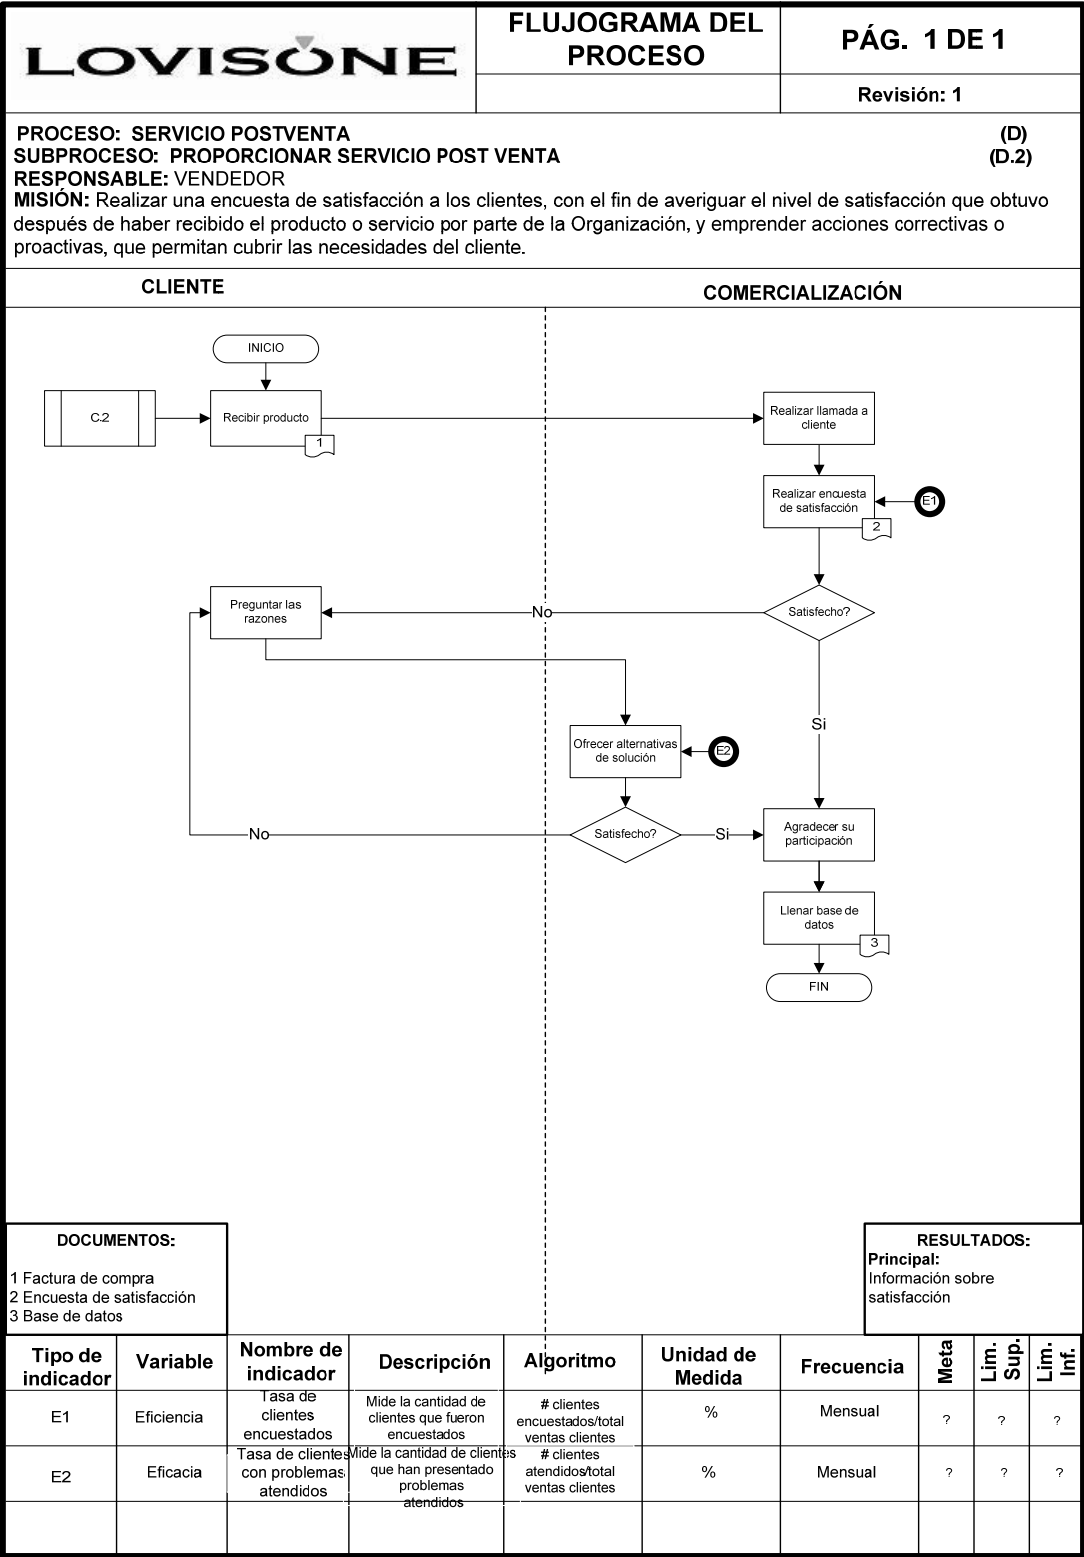 LOVISONE
FLUJOGRAMA DEL
PROCESO
PÁG. 1 DE 1
Revisión: 1
PROCESO: SERVICIO POSTVENTA (D)
SUBPROCESO: PROPORCIONAR SERVICIO POST VENTA (D.2)
RESPONSABLE: VENDEDOR
MISIÓN: Realizar una encuesta de satisfacción a los clientes, con el fin de averiguar el nivel de satisfacción que obtuvo
después de haber recibido el producto o servicio por parte de la Organización, y emprender acciones correctivas o
proactivas, que permitan cubrir las necesidades del cliente.
CLIENTE
COMERCIALIZACIÓN
INICIO
C.2
Recibir producto
1
Realizar llamada a
cliente
Realizar encuesta
de satisfacción
E1
2
Preguntar las
razones
No
Satisfecho?
Si
Ofrecer alternativas
de solución
E2
No
Satisfecho?
Si
Agradecer su
participación
Llenar base de
datos
3
FIN
DOCUMENTOS:
1 Factura de compra
2 Encuesta de satisfacción
3 Base de datos
RESULTADOS:
Principal:
Información sobre
satisfacción
Tipo de
indicador
Variable
Nombre de
indicador
Descripción
Algoritmo
Unidad de
Medida
Frecuencia
Meta
Lim.
Sup.
Lim.
Inf.
E1
Eficiencia
Tasa de
clientes
encuestados
Mide la cantidad de
clientes que fueron
encuestados
# clientes
encuestados/total
ventas clientes
%
Mensual
?
?
?
E2
Eficacia
Tasa de clientes
con problemas
atendidos
Mide la cantidad de clientes
que han presentado
problemas
atendidos
# clientes
atendidos/total
ventas clientes
%
Mensual
?
?
?